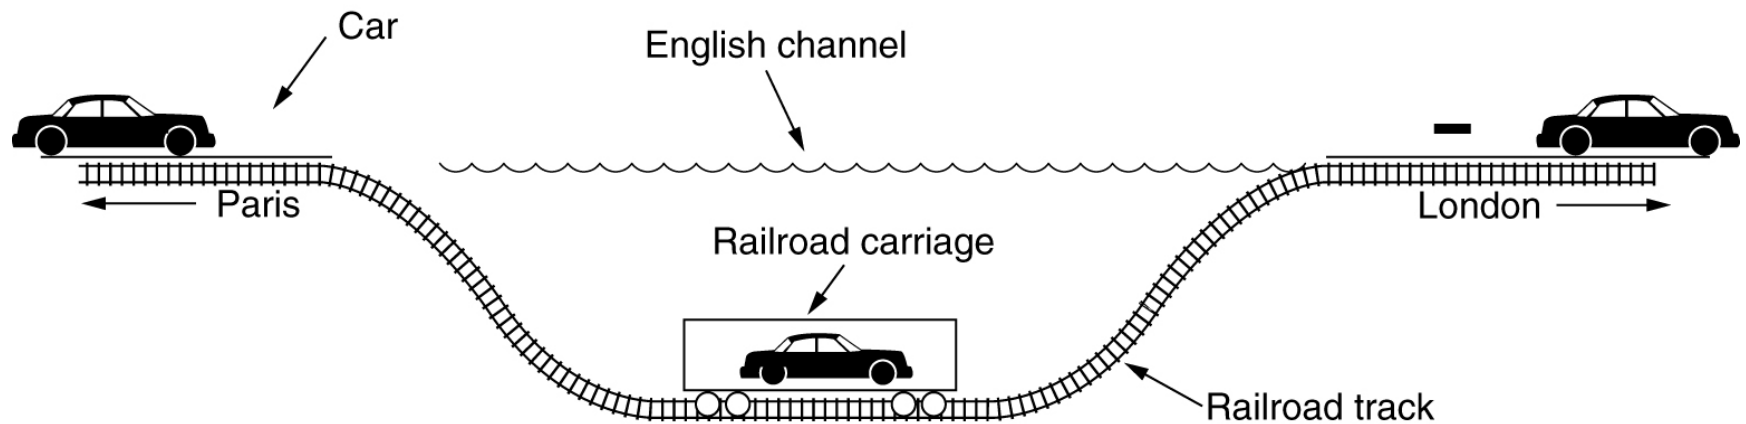 Car
English channel
Paris
London
Railroad carriage
Railroad track